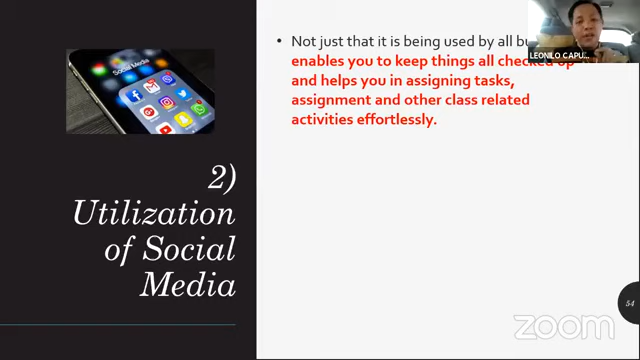 Social Media
2)
Utilization
of Social
Media
• Not just that it is being used by all bu
enables you to keep things all checked up
and helps you in assigning tasks,
assignment and other class related
activities effortlessly.
LEONILO CAPU...
54
zoom